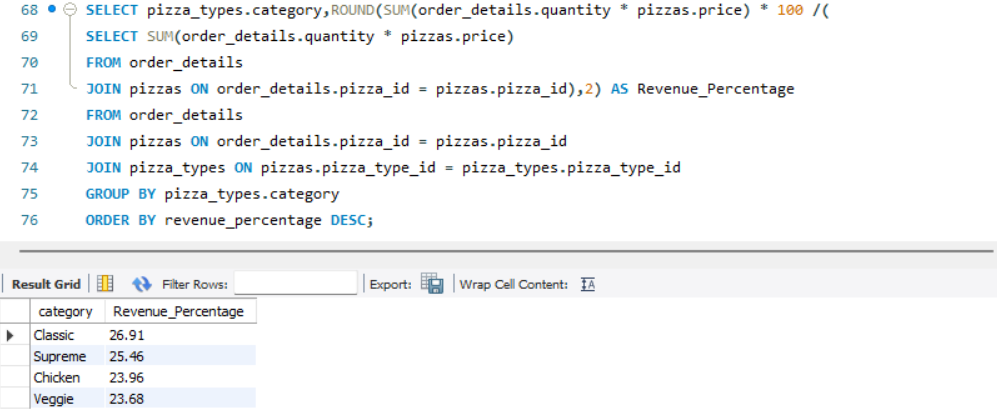 68 SELECT pizza_types.category,ROUND(SUM(order_details.quantity * pizzas.price) * 100 /(
69 SELECT SUM(order_details.quantity * pizzas.price)
70 FROM order_details
71 JOIN pizzas ON order_details.pizza_id = pizzas.pizza_id),2) AS Revenue_Percentage
72 FROM order_details
73 JOIN pizzas ON order_details.pizza_id = pizzas.pizza_id
74 JOIN pizza_types ON pizzas.pizza_type_id = pizza_types.pizza_type_id
75 GROUP BY pizza_types.category
76 ORDER BY revenue_percentage DESC;
Result Grid Filter Rows: Export: Wrap Cell Content:
category Revenue_Percentage
Classic 26.91
Supreme 25.46
Chicken 23.96
Veggie 23.68